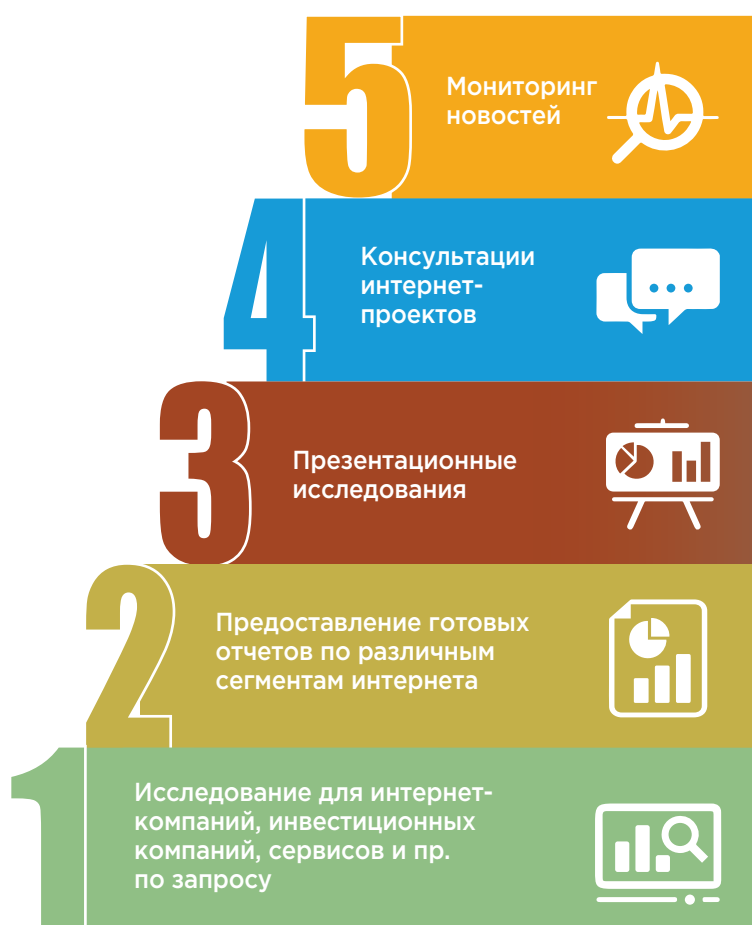 5
Мониторинг
новостей
4
Консультации
интернет-
проектов
3
Презентационные
исследования
2
Предоставление готовых
отчетов по различным
сегментам интернета
1
Исследование для интернет-
компаний, инвестиционных
компаний, сервисов и пр.
по запросу